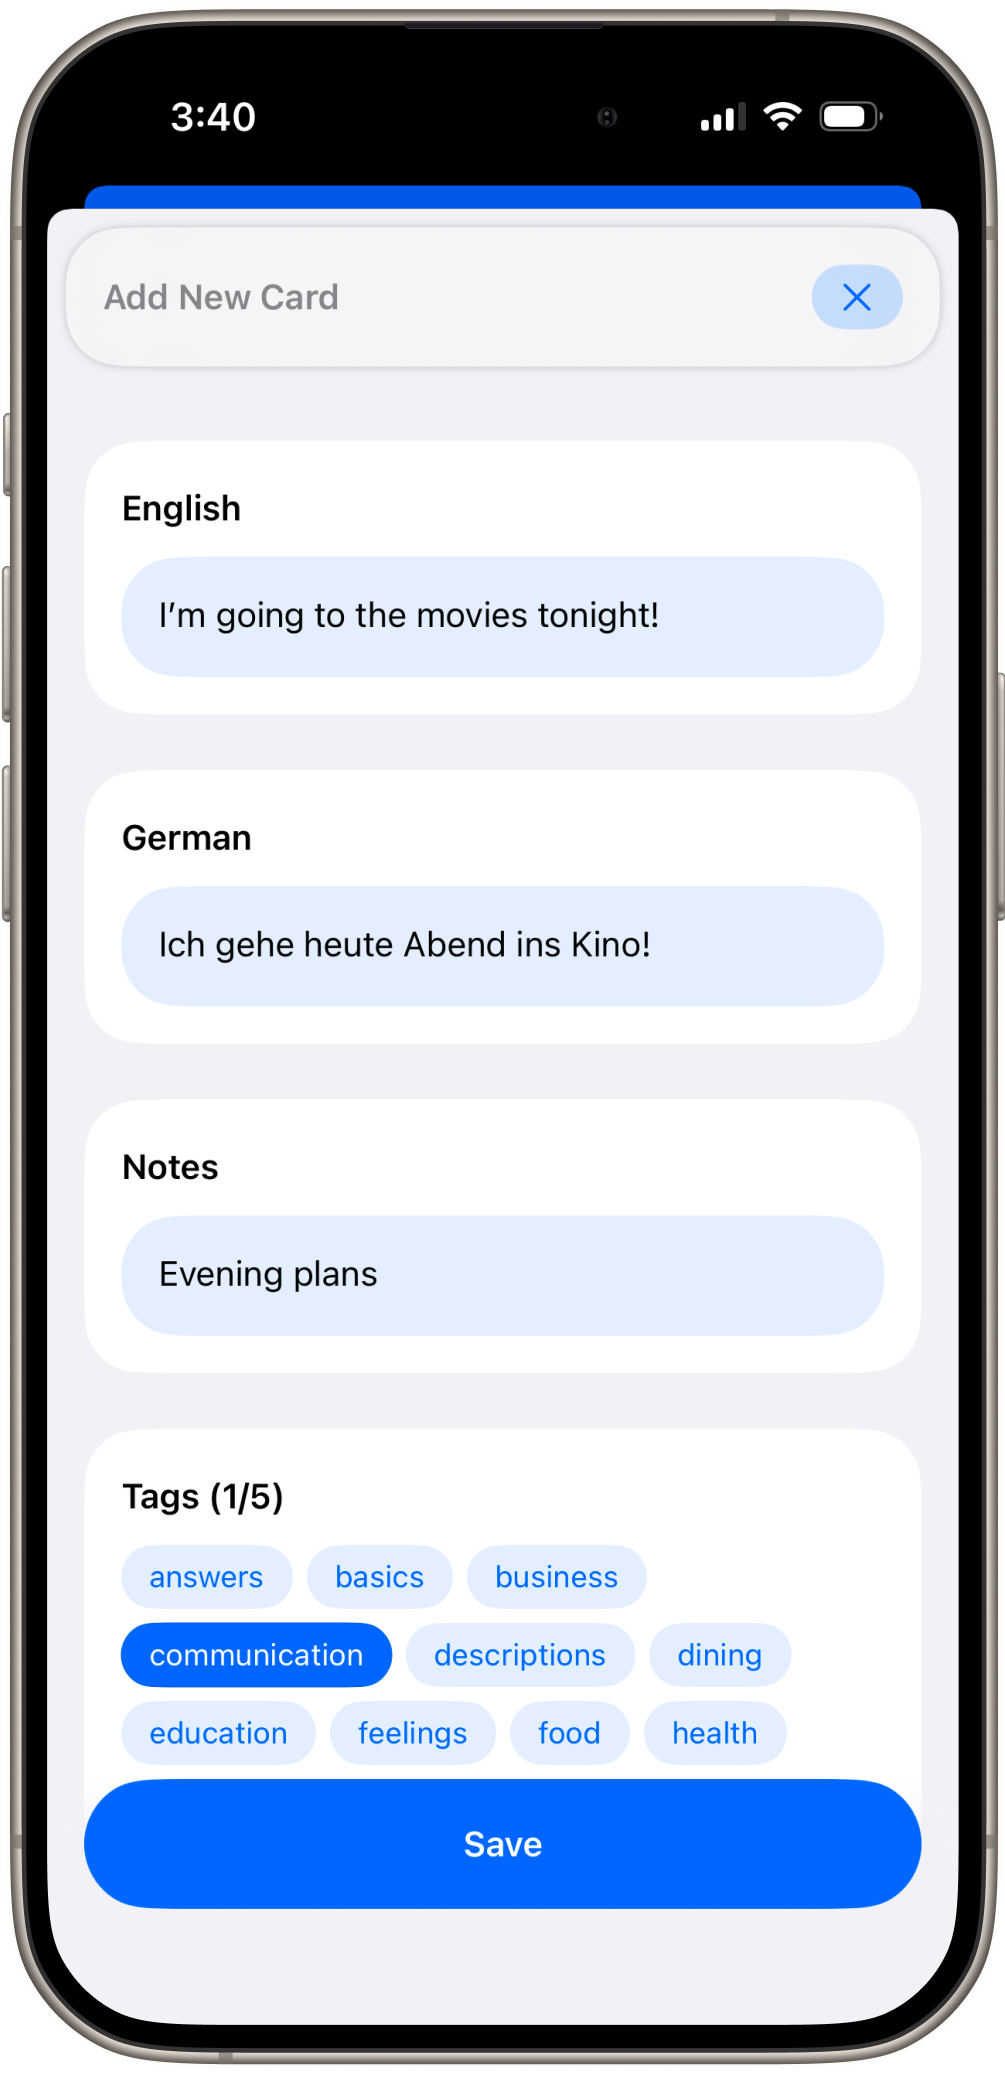 3:40
Add New Card
English
I’m going to the movies tonight!
German
Ich gehe heute Abend ins Kino!
Notes
Evening plans
Tags (1/5)
answers basics business
communication descriptions dining
education feelings food health
Save